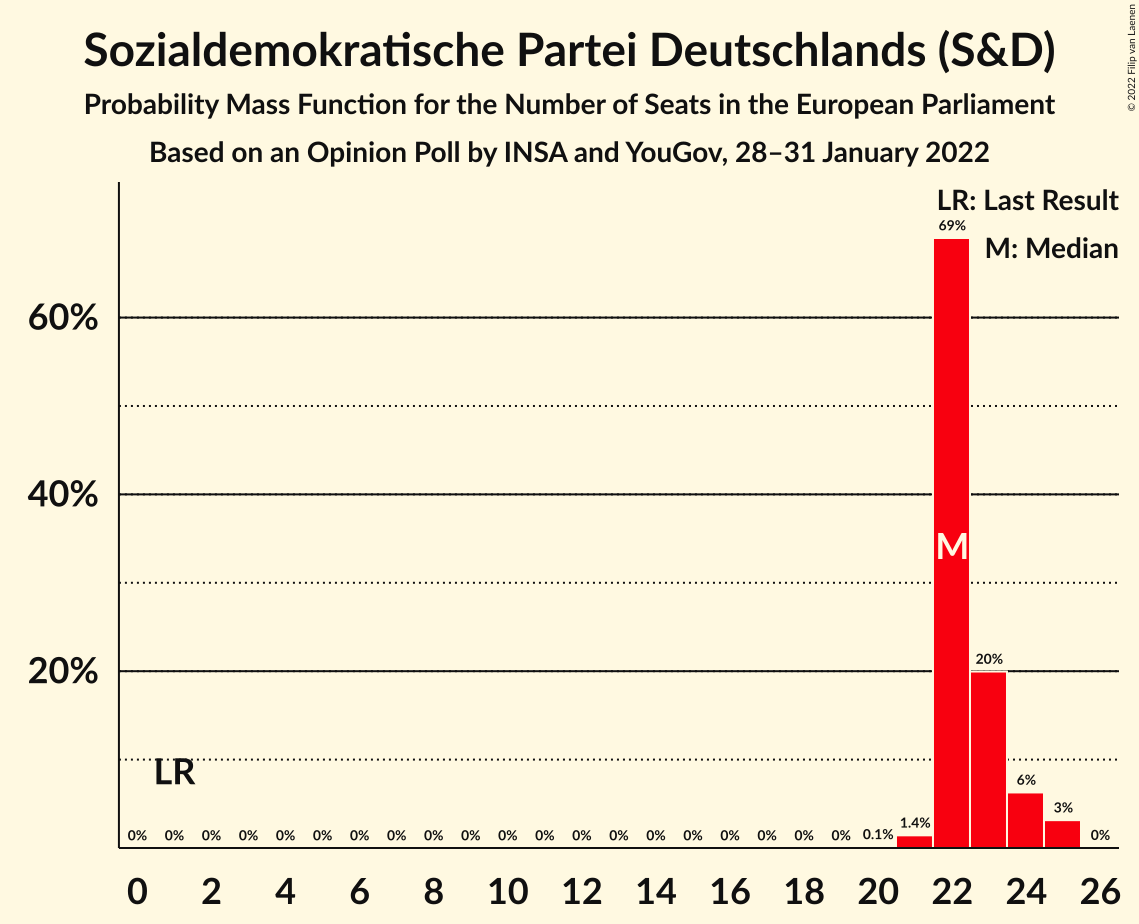 Sozialdemokratische Partei Deutschlands (S&D)
Probability Mass Function for the Number of Seats in the European Parliament
Based on an Opinion Poll by INSA and YouGov, 28–31 January 2022
© 2022 Filip van Laenen
LR: Last Result
M: Median
69%
60%
40%
M
20%
20%
LR
6%
3%
1.4%
0% 0% 0% 0% 0% 0% 0% 0% 0% 0% 0% 0% 0% 0% 0% 0% 0% 0% 0% 0% 0.1% 0%
0 2 4 6 8 10 12 14 16 18 20 22 24 26